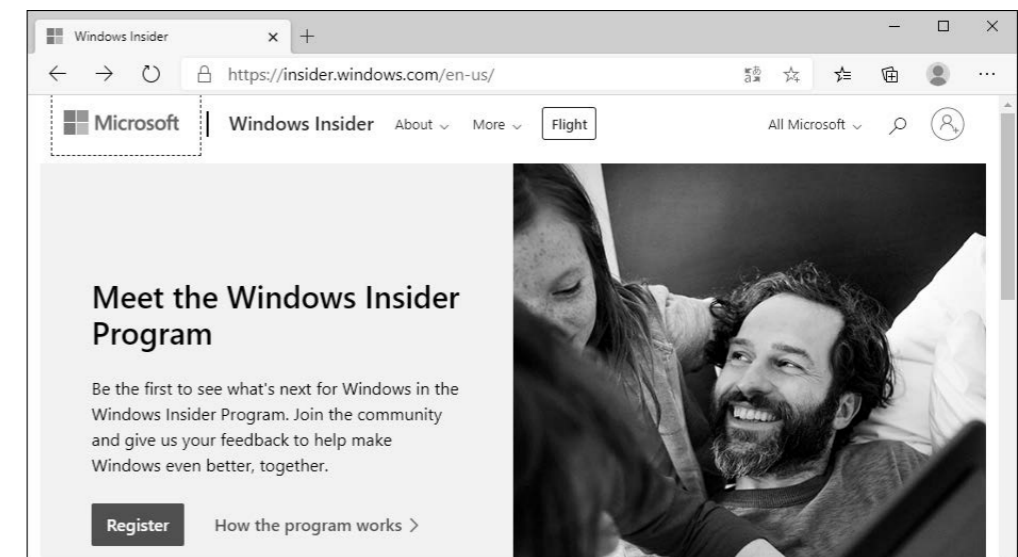 Windows Insider
https://insider.windows.com/en-us/
Microsoft Windows Insider About More Flight All Microsoft
Meet the Windows Insider
Program
Be the first to see what's next for Windows in the
Windows Insider Program. Join the community
and give us your feedback to help make
Windows even better, together.
Register How the program works